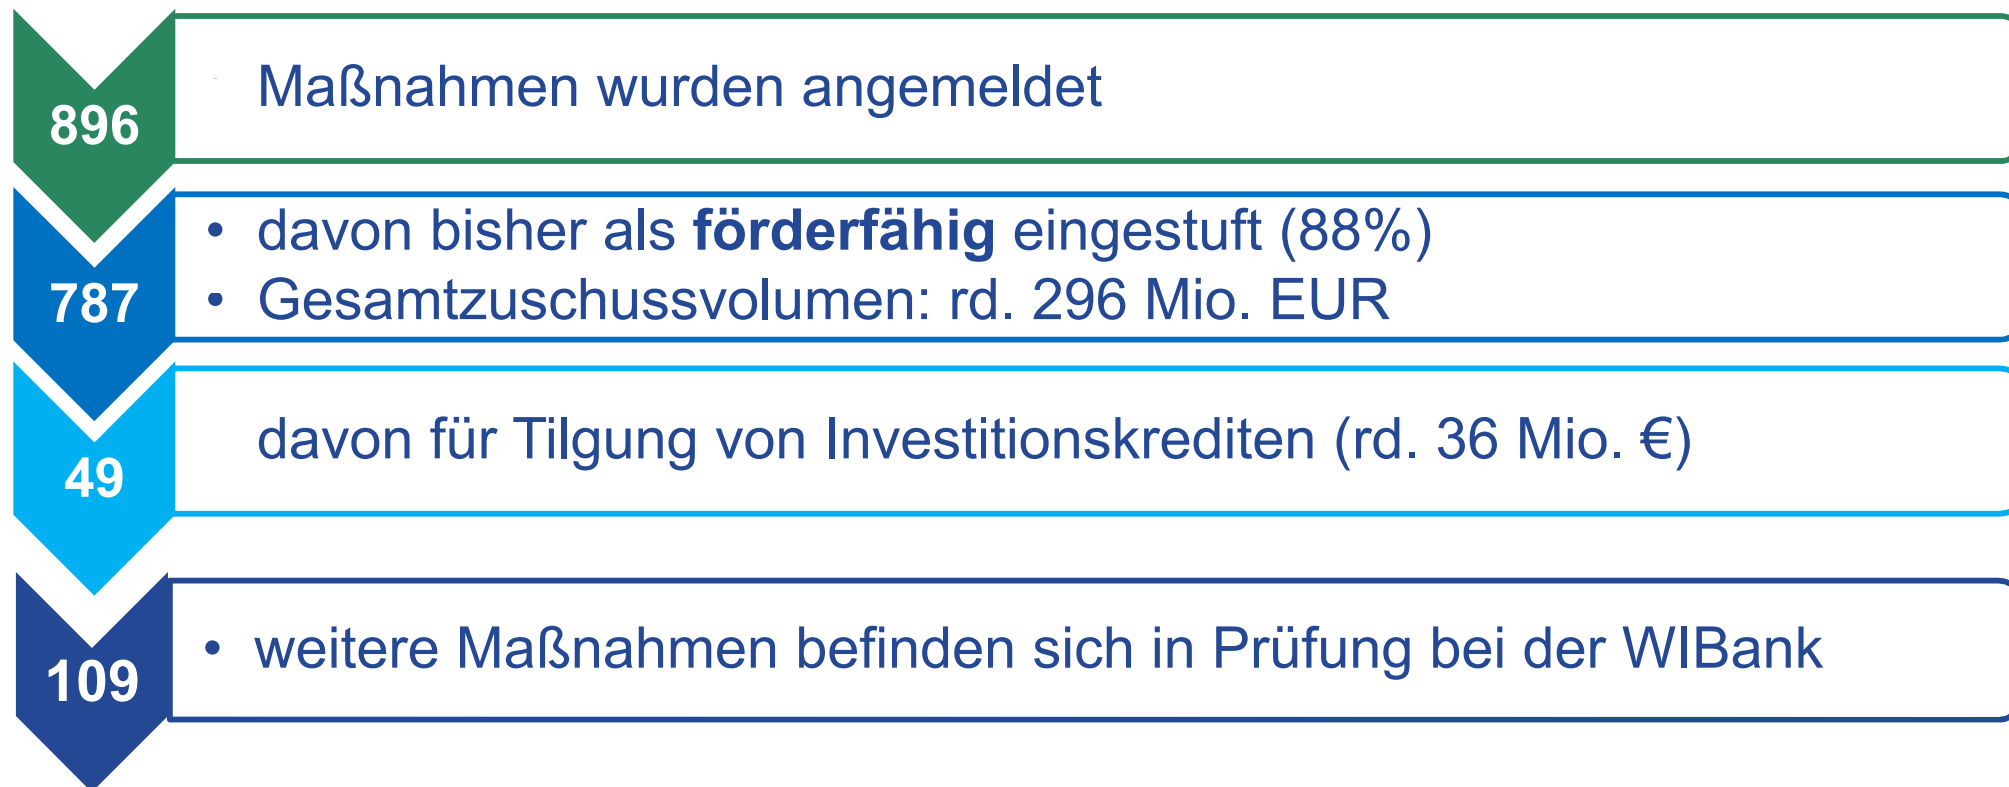 896
Maßnahmen wurden angemeldet
787
• davon bisher als förderfähig eingestuft (88%)
• Gesamtzuschussvolumen: rd. 296 Mio. EUR
49
davon für Tilgung von Investitionskrediten (rd. 36 Mio. €)
109
• weitere Maßnahmen befinden sich in Prüfung bei der WIBank